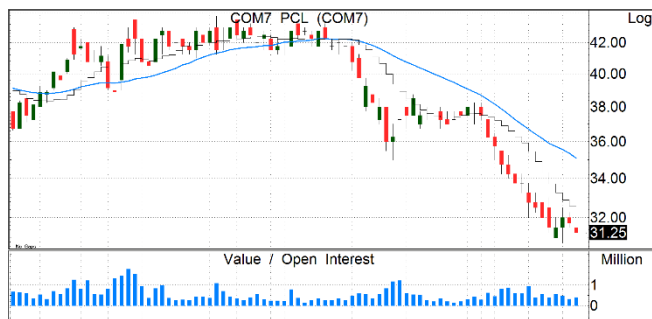 COM7 PCL (COM7)
Log
42.00
40.00
38.00
36.00
34.00
32.00
31.25
Value / Open Interest
Million
1
0